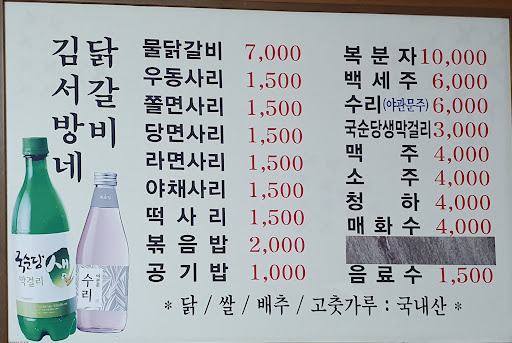 김서방네
닭갈비
물닭갈비 7,000
우동사리 1,500
쫄면사리 1,500
당면사리 1,500
라면사리 1,500
야채사리 1,500
떡사리 1,500
볶음밥 2,000
공기밥 1,000
복분자 10,000
백세주 6,000
수리(야관문주) 6,000
국순당생막걸리 3,000
맥주 4,000
소주 4,000
청하 4,000
매화수 4,000
음료수 1,500
* 닭 / 쌀 / 배추 / 고춧가루 : 국내산 *
국순당 생
막걸리
수리